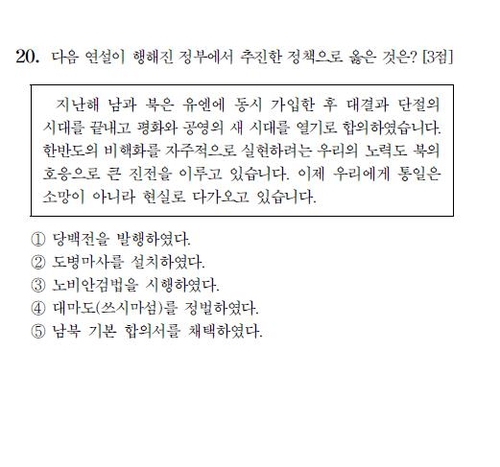 20. 다음 연설이 행해진 정부에서 추진한 정책으로 옳은 것은? [3점]
지난해 남과 북은 유엔에 동시 가입한 후 대결과 단절의
시대를 끝내고 평화와 공영의 새 시대를 열기로 합의하였습니다.
한반도의 비핵화를 자주적으로 실현하려는 우리의 노력도 북의
호응으로 큰 진전을 이루고 있습니다. 이제 우리에게 통일은
소망이 아니라 현실로 다가오고 있습니다.
① 당백전을 발행하였다.
② 도병마사를 설치하였다.
③ 노비안검법을 시행하였다.
④ 대마도(쓰시마섬)를 정벌하였다.
⑤ 남북 기본 합의서를 채택하였다.